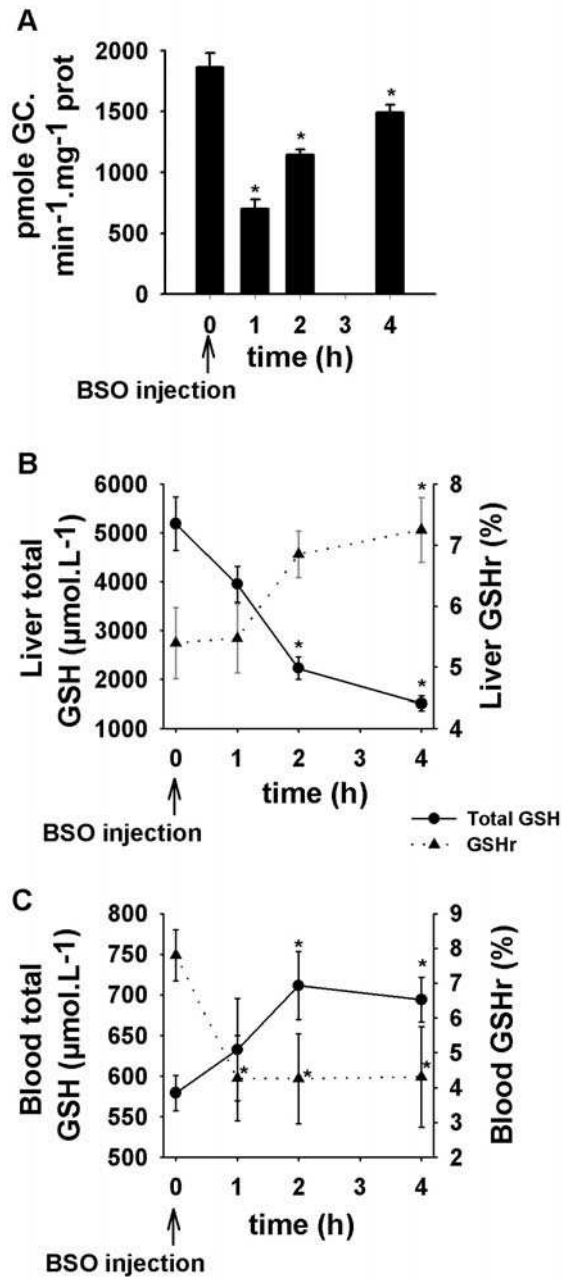 A
pmole GC.
min-1.mg-1 prot
2000
1500
1000
500
0
*
*
*
0 1 2 3 4
time (h)
BSO injection
B
Liver total
GSH (µmol.L-1)
6000
5000
4000
3000
2000
1000
*
*
*
8
7
6
5
4
Liver GSHr (%)
0 1 2 3 4
time (h)
BSO injection
Total GSH
GSHr
C
Blood total
GSH (µmol.L-1)
800
750
700
650
600
550
500
*
*
*
*
*
9
8
7
6
5
4
3
2
Blood GSHr (%)
0 1 2 3 4
time (h)
BSO injection